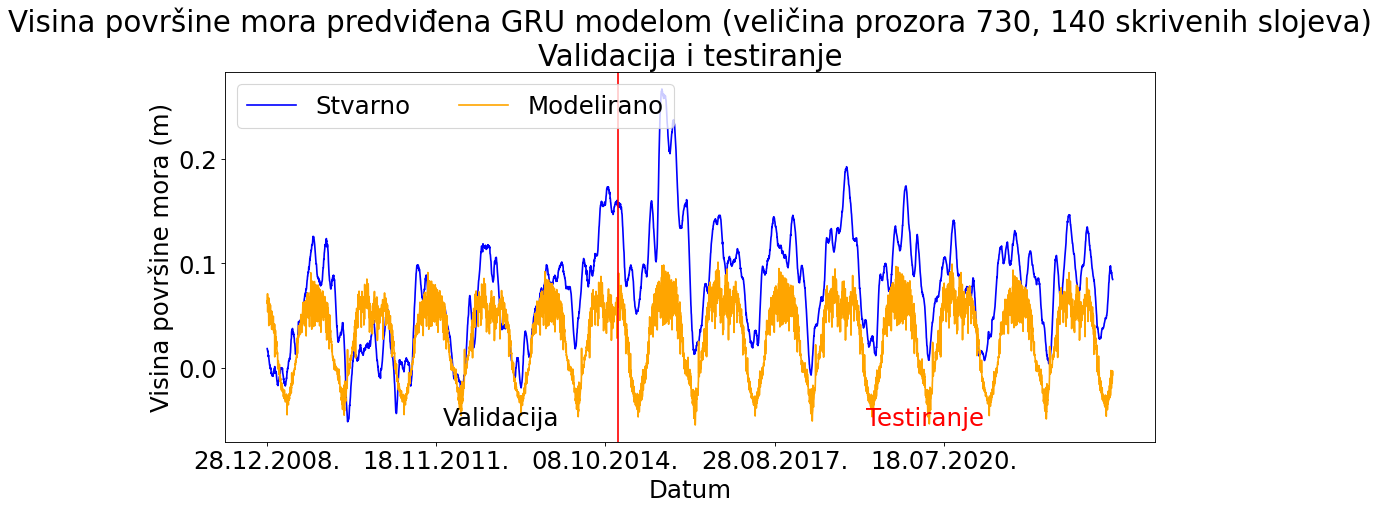 Visina površine mora predviđena GRU modelom (veličina prozora 730, 140 skrivenih slojeva)
Validacija i testiranje
Stvarno
Modelirano
Visina površine mora (m)
0.2
0.1
0.0
Validacija
Testiranje
28.12.2008.
18.11.2011.
08.10.2014.
28.08.2017.
18.07.2020.
Datum